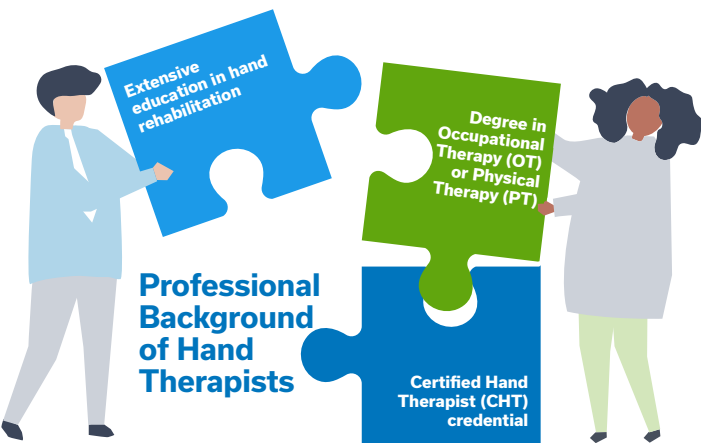 Extensive
education in hand
rehabilitation
Degree in
Occupational
Therapy (OT)
or Physical
Therapy (PT)
Professional
Background
of Hand
Therapists
Certified Hand
Therapist (CHT)
credential